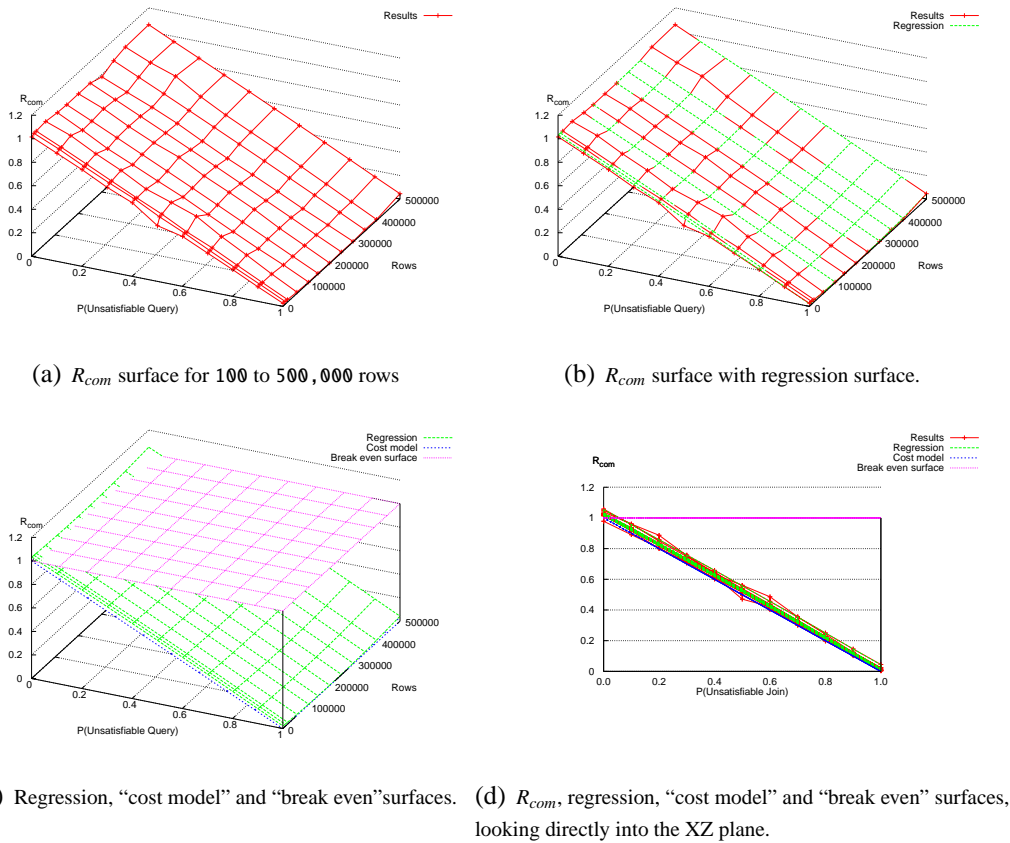 Results
R_com
1.2
1
0.8
0.6
0.4
0.2
0
0
0.2
0.4
0.6
0.8
1
P(Unsatisfiable Query)
0
100000
200000
300000
400000
500000
Rows
(a) R_com surface for 100 to 500,000 rows
Results
Regression
R_com
1.2
1
0.8
0.6
0.4
0.2
0
0
0.2
0.4
0.6
0.8
1
P(Unsatisfiable Query)
0
100000
200000
300000
400000
500000
Rows
(b) R_com surface with regression surface.
Regression
Cost model
Break even surface
R_com
1.2
1
0.8
0.6
0.4
0.2
0
0
0.2
0.4
0.6
0.8
1
P(Unsatisfiable Query)
0
100000
200000
300000
400000
500000
Rows
) Regression, “cost model” and “break even”surfaces.
Results
Regression
Cost model
Break even surface
R_com
1.2
1
0.8
0.6
0.4
0.2
0
0.0
0.2
0.4
0.6
0.8
1.0
P(Unsatisfiable Join)
(d) R_com, regression, “cost model” and “break even” surfaces,
looking directly into the XZ plane.